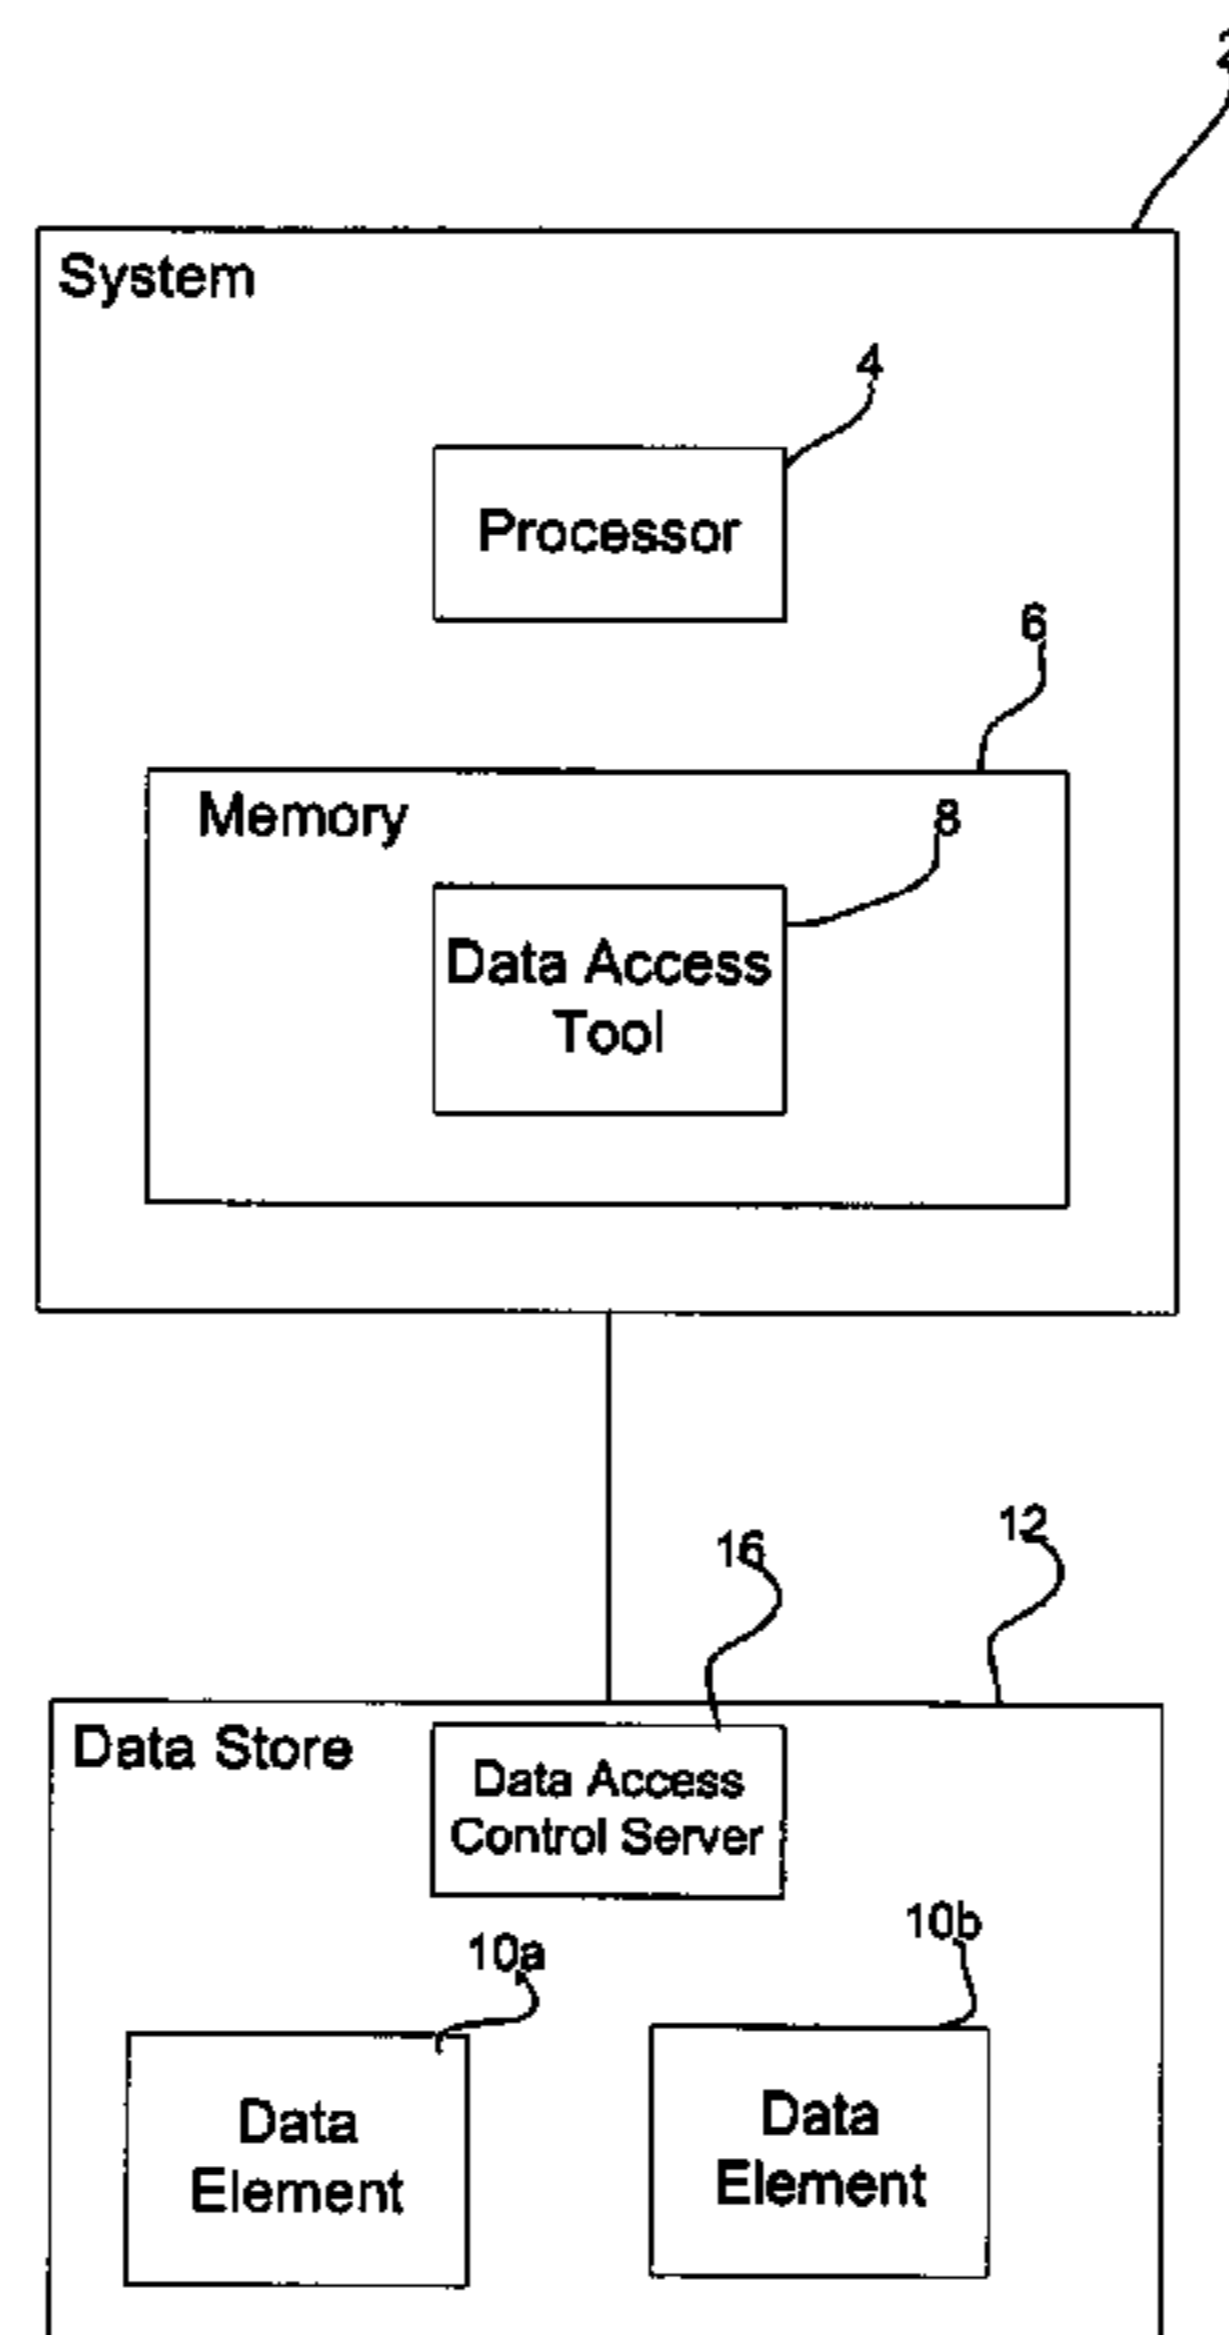 2
System
4
Processor
6
Memory
8
Data Access
Tool
16
12
Data Store
Data Access
Control Server
10a
10b
Data
Element
Data
Element